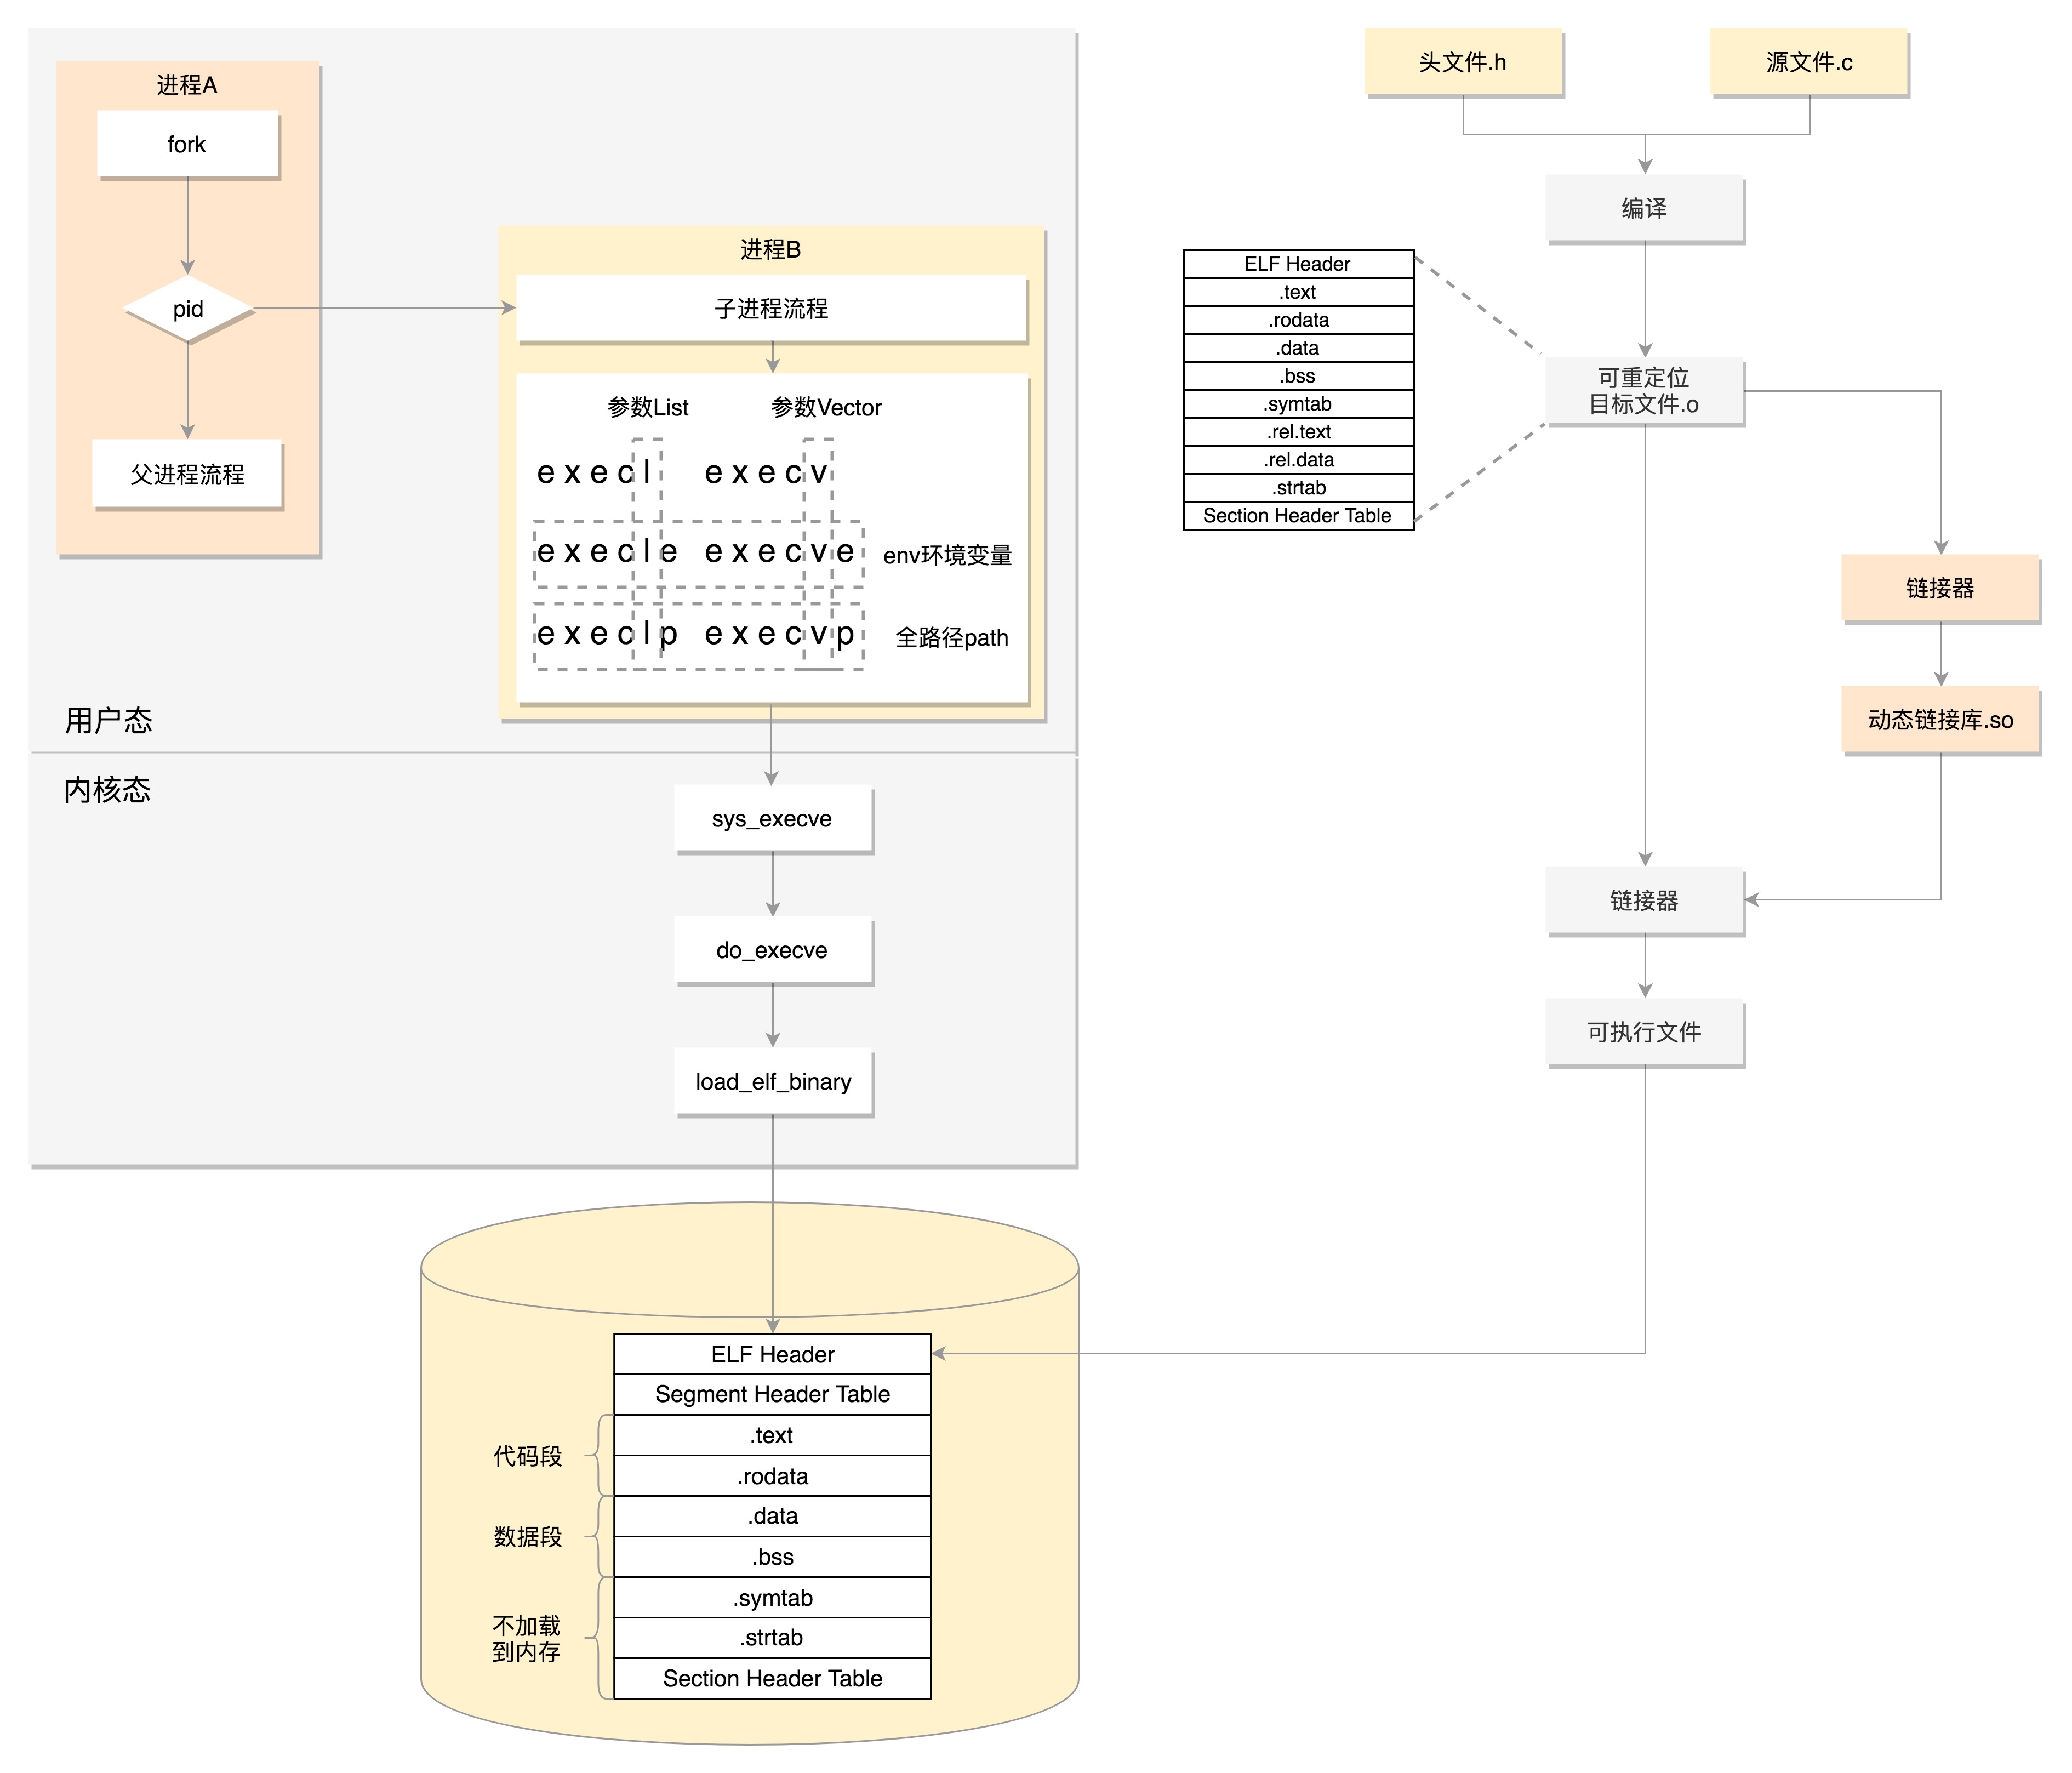 进程A
fork
pid
父进程流程
进程B
子进程流程
参数List
参数Vector
execl
execv
execle
execve
env环境变量
execlp
execvp
全路径path
用户态
内核态
sys_execve
do_execve
load_elf_binary
ELF Header
Segment Header Table
代码段
.text
.rodata
数据段
.data
.bss
不加载
到内存
.symtab
.strtab
Section Header Table
头文件.h
源文件.c
编译
ELF Header
.text
.rodata
.data
.bss
.symtab
.rel.text
.rel.data
.strtab
Section Header Table
可重定位
目标文件.o
链接器
动态链接库.so
链接器
可执行文件